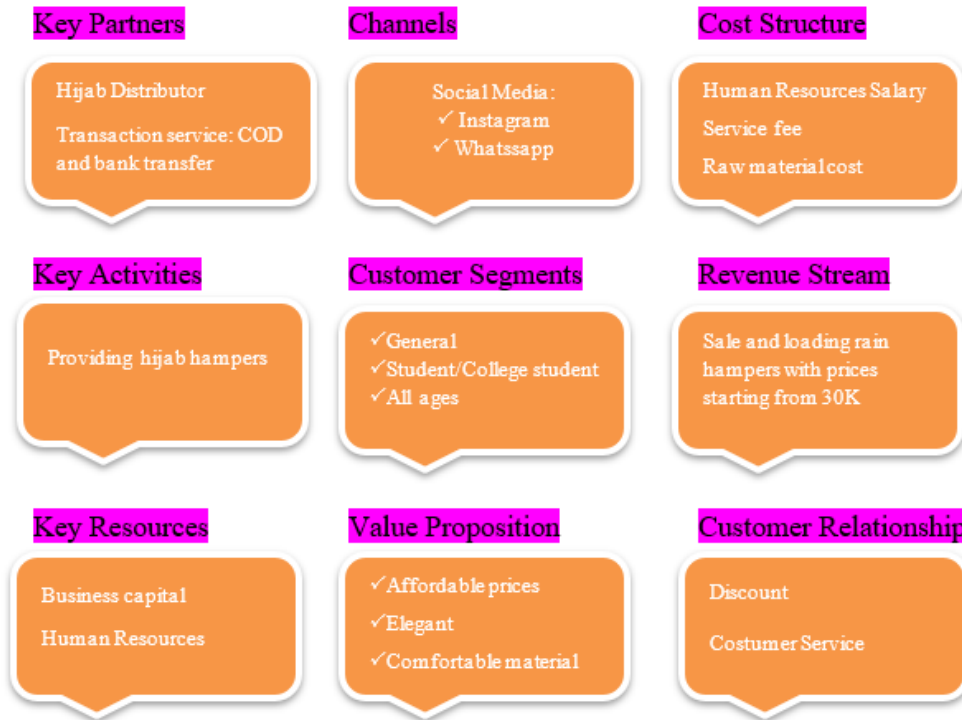 Key Partners
Hijab Distributor
Transaction service: COD
and bank transfer
Channels
Social Media:
✓ Instagram
✓ Whatssapp
Cost Structure
Human Resources Salary
Service fee
Raw material cost
Key Activities
Providing hijab hampers
Customer Segments
✓General
✓Student/College student
✓All ages
Revenue Stream
Sale and loading rain
hampers with prices
starting from 30K
Key Resources
Business capital
Human Resources
Value Proposition
✓Affordable prices
✓Elegant
✓Comfortable material
Customer Relationship
Discount
Costumer Service